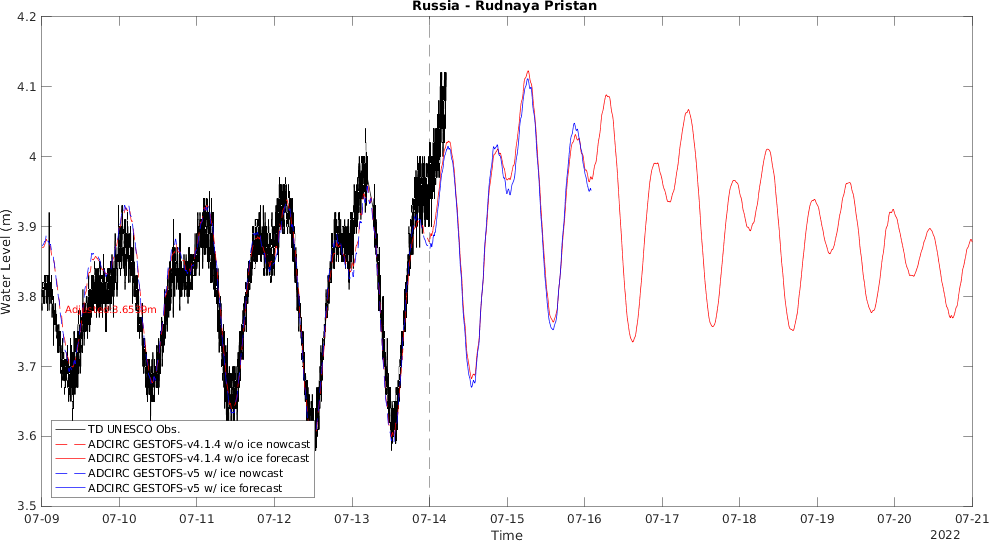 Russia - Rudnaya Pristan
Water Level (m)
4.2
4.1
4
3.9
3.8
3.7
3.6
3.5
TD UNESCO Obs.
ADCIRC GESTOFS-v4.1.4 w/o ice nowcast
ADCIRC GESTOFS-v4.1.4 w/o ice forecast
ADCIRC GESTOFS-v5 w/ ice nowcast
ADCIRC GESTOFS-v5 w/ ice forecast
07-09 07-10 07-11 07-12 07-13 07-14 07-15 07-16 07-17 07-18 07-19 07-20 07-21
Time
2022